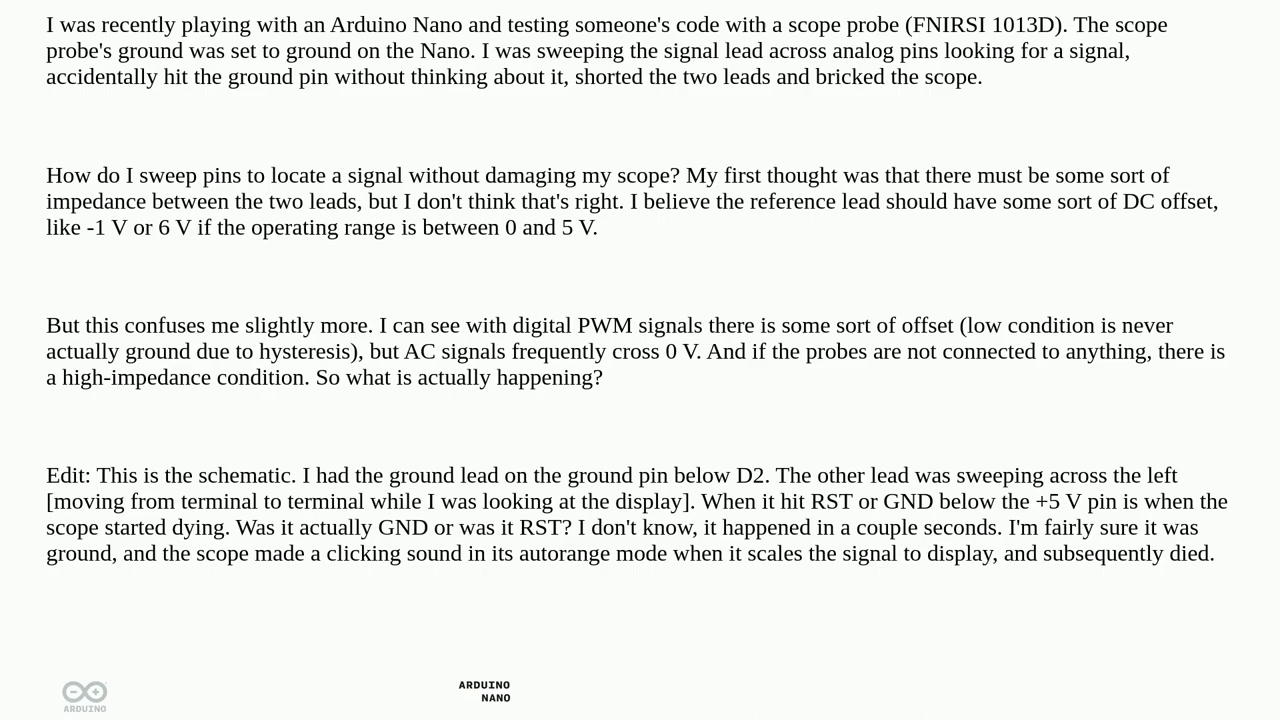 I was recently playing with an Arduino Nano and testing someone's code with a scope probe (FNIRSI 1013D). The scope
probe's ground was set to ground on the Nano. I was sweeping the signal lead across analog pins looking for a signal,
accidentally hit the ground pin without thinking about it, shorted the two leads and bricked the scope.
How do I sweep pins to locate a signal without damaging my scope? My first thought was that there must be some sort of
impedance between the two leads, but I don't think that's right. I believe the reference lead should have some sort of DC offset,
like -1 V or 6 V if the operating range is between 0 and 5 V.
But this confuses me slightly more. I can see with digital PWM signals there is some sort of offset (low condition is never
actually ground due to hysteresis), but AC signals frequently cross 0 V. And if the probes are not connected to anything, there is
a high-impedance condition. So what is actually happening?
Edit: This is the schematic. I had the ground lead on the ground pin below D2. The other lead was sweeping across the left
[moving from terminal to terminal while I was looking at the display]. When it hit RST or GND below the +5 V pin is when the
scope started dying. Was it actually GND or was it RST? I don't know, it happened in a couple seconds. I'm fairly sure it was
ground, and the scope made a clicking sound in its autorange mode when it scales the signal to display, and subsequently died.
ARDUINO
ARDUINO
NANO